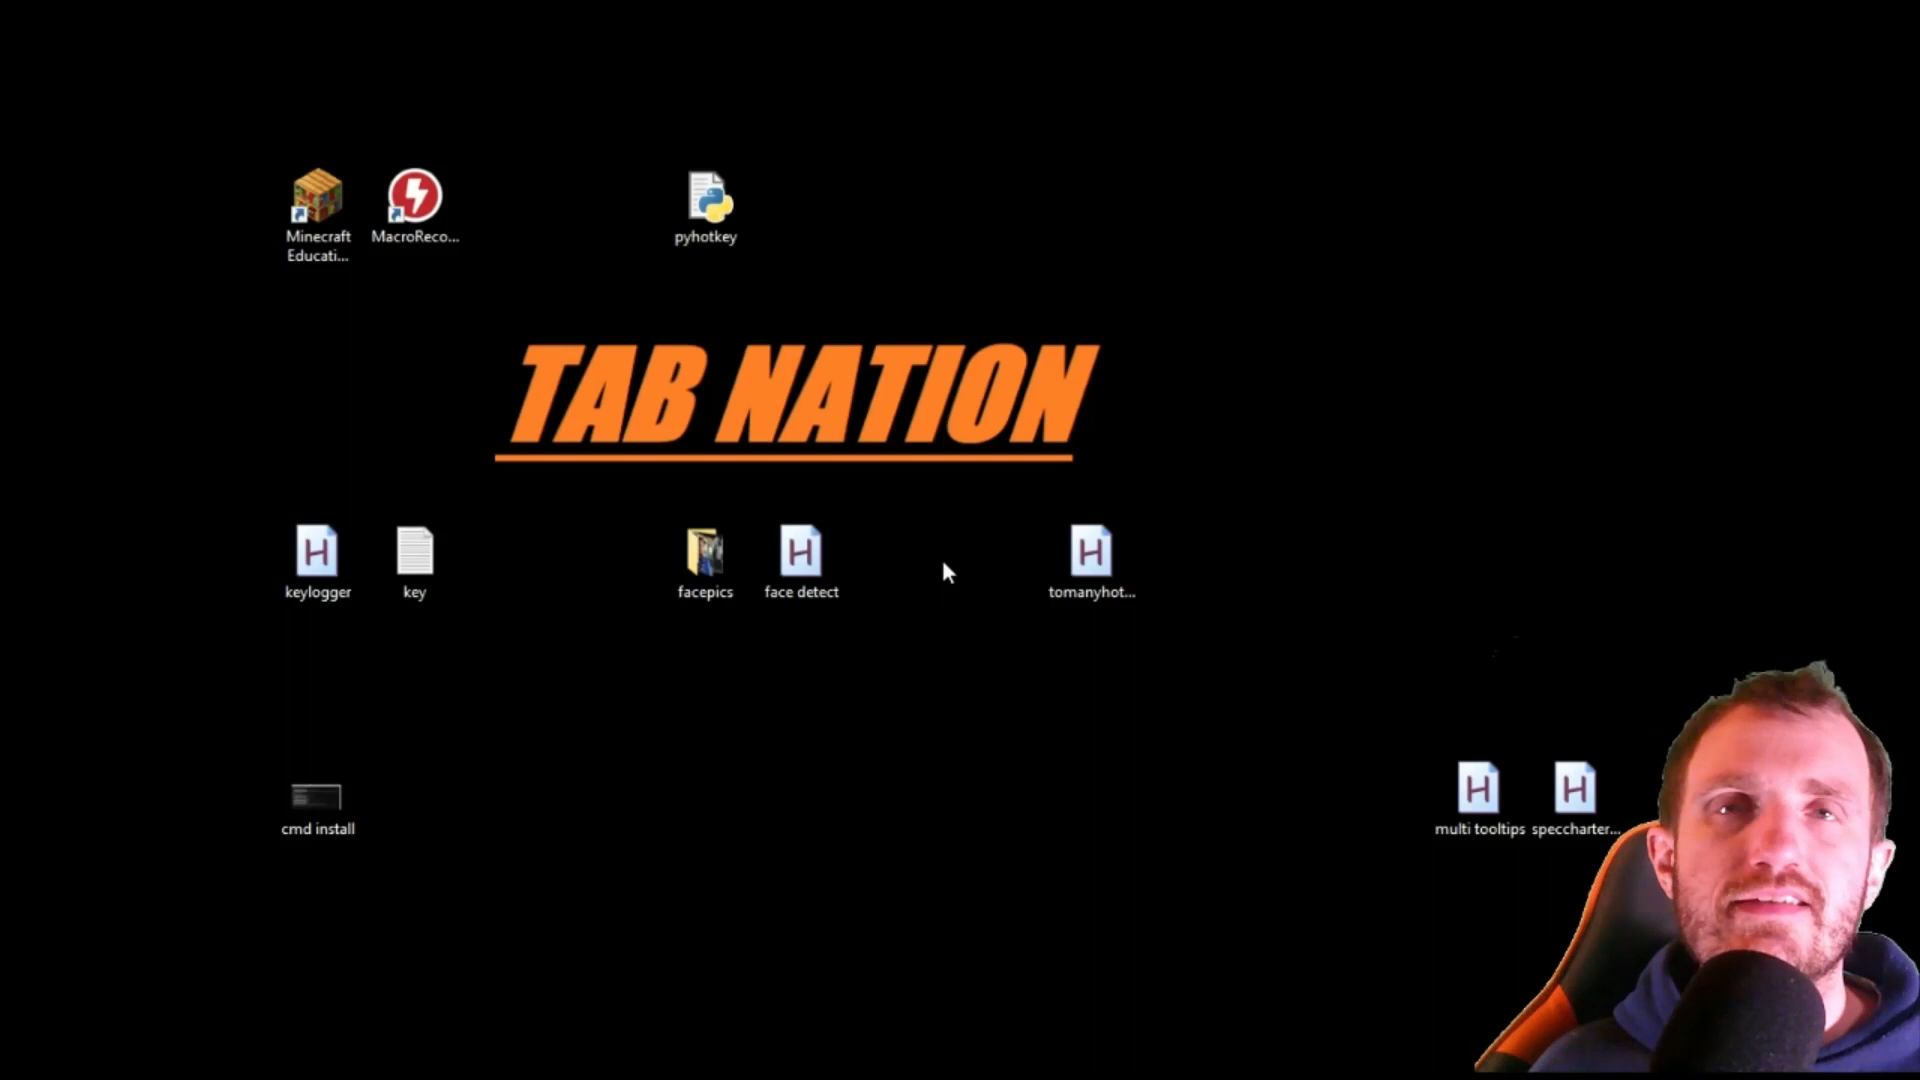 Minecraft
Educati...
MacroReco...
pyhotkey
TAB NATION
keylogger
key
facepics
face detect
tomanyhot...
cmd install
multi tooltips
speccharter...